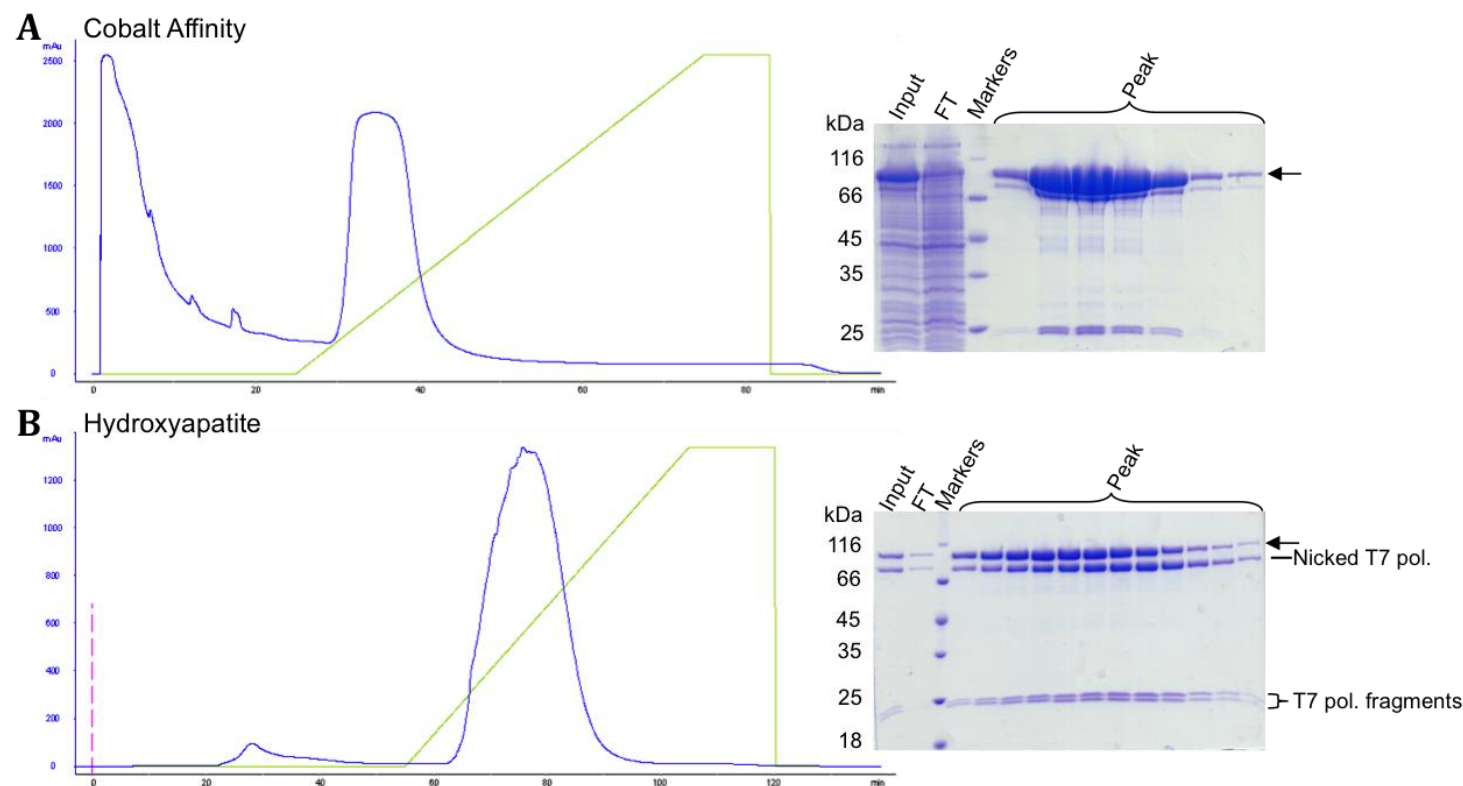 A Cobalt Affinity
mAu
2500
2000
1500
1000
500
0
0 20 40 60 80 min
Input FT Markers Peak
kDa
116
66
45
35
25
B Hydroxyapatite
mAu
1200
1000
800
600
400
200
0
0 20 40 60 80 100 120 min
Input FT Markers Peak
kDa
116
66
45
35
25
18
Nicked T7 pol.
T7 pol. fragments